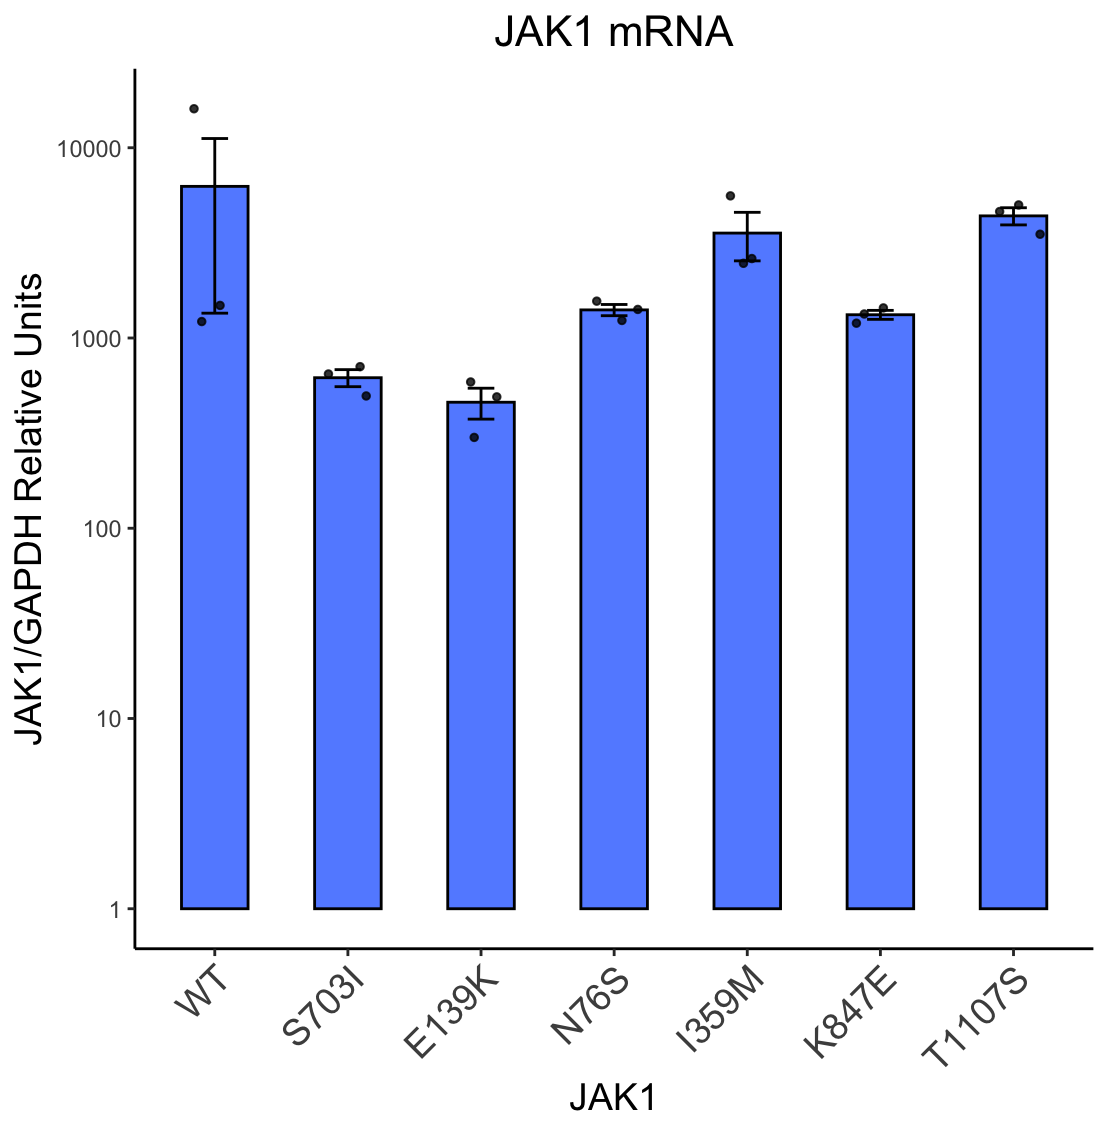 JAK1 mRNA
JAK1/GAPDH Relative Units
10000
1000
100
10
1
WT
S703I
E139K
N76S
I359M
K847E
T1107S
JAK1